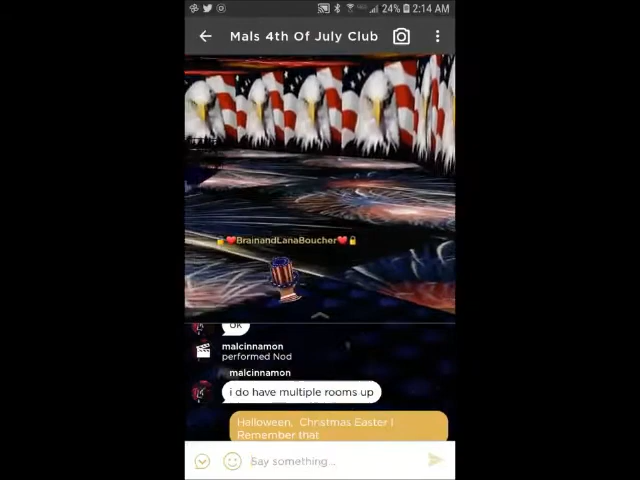 24% 2:14 AM
Mals 4th Of July Club
BrainandLanaBoucher
OK
malcinnamon
performed Nod
malcinnamon
i do have multiple rooms up
Halloween, Christmas Easter I
Remember that
Say something...